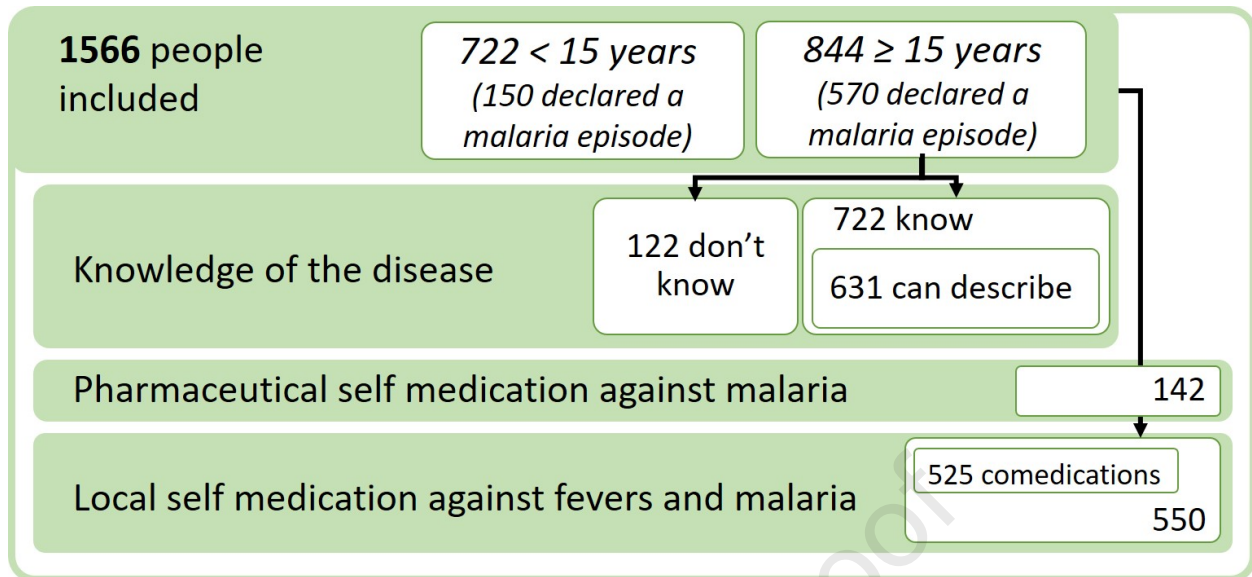 1566 people
included
722 < 15 years
(150 declared a
malaria episode)
844 ≥ 15 years
(570 declared a
malaria episode)
Knowledge of the disease
122 don’t
know
722 know
631 can describe
Pharmaceutical self medication against malaria
142
Local self medication against fevers and malaria
525 comedications
550
oof